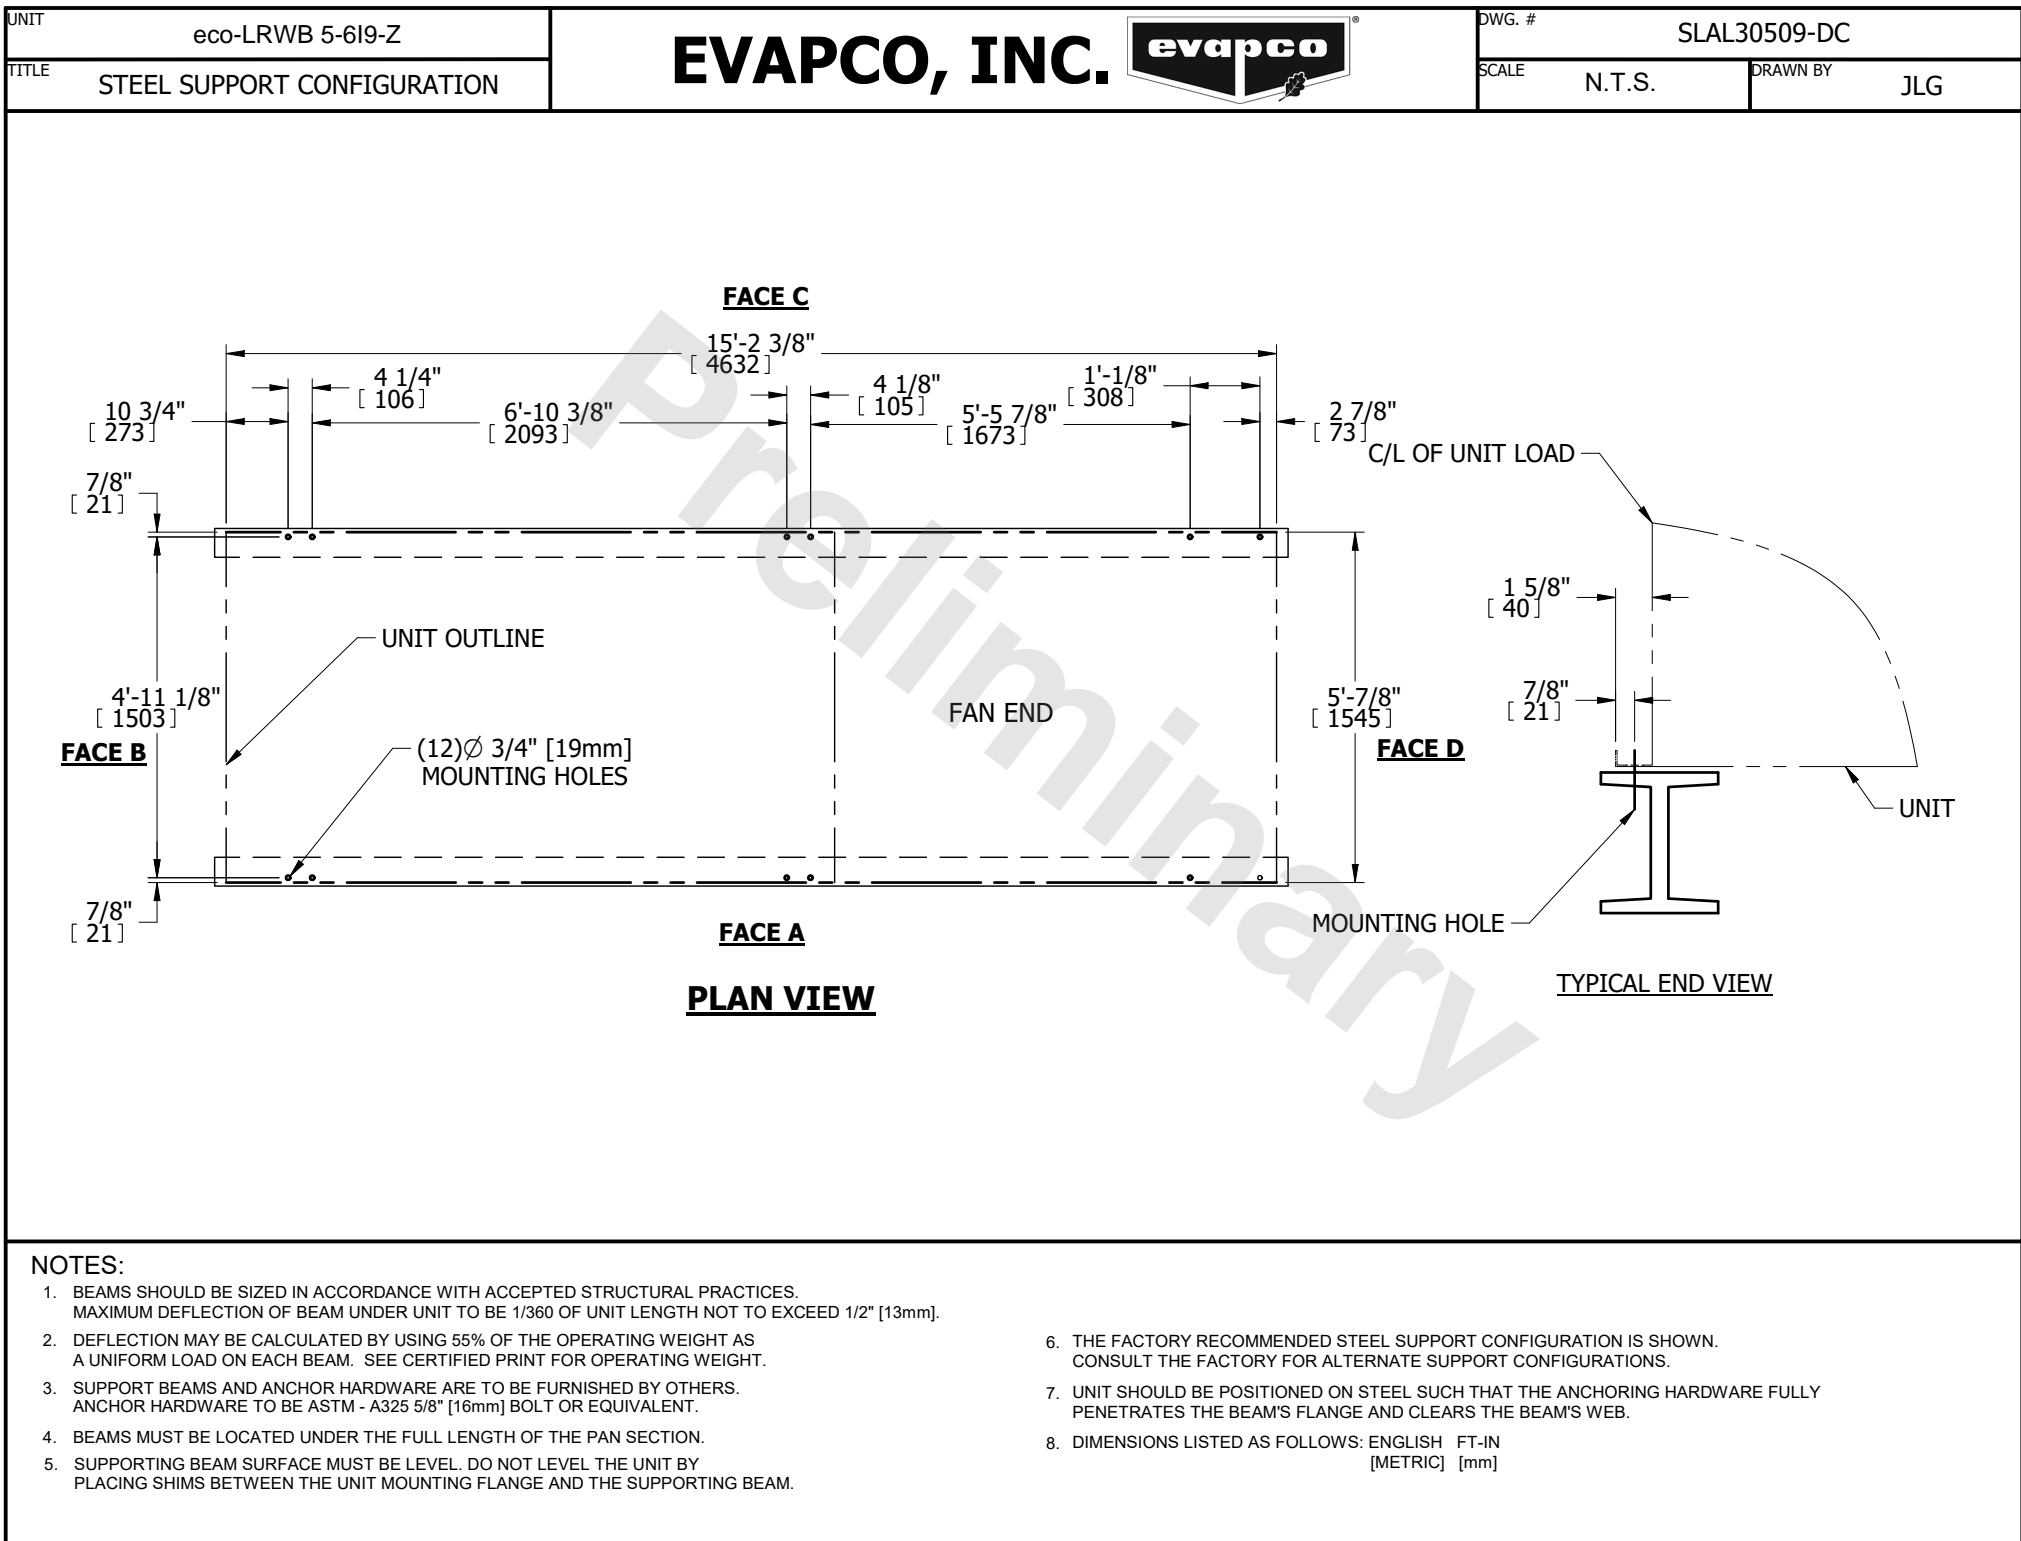 UNIT
eco-LRWB 5-6I9-Z
TITLE
STEEL SUPPORT CONFIGURATION
EVAPCO, INC.
evapco
®
DWG. #
SLAL30509-DC
SCALE
N.T.S.
DRAWN BY
JLG
FACE C
15'-2 3/8"
[ 4632 ]
4 1/4"
[ 106 ]
4 1/8"
[ 105 ]
1'-1/8"
[ 308 ]
10 3/4"
[ 273 ]
6'-10 3/8"
[ 2093 ]
5'-5 7/8"
[ 1673 ]
2 7/8"
[ 73 ]
C/L OF UNIT LOAD
7/8"
[ 21 ]
1 5/8"
[ 40 ]
UNIT OUTLINE
4'-11 1/8"
[ 1503 ]
FAN END
5'-7/8"
[ 1545 ]
7/8"
[ 21 ]
FACE B
(12)Ø 3/4" [19mm]
MOUNTING HOLES
FACE D
UNIT
7/8"
[ 21 ]
FACE A
MOUNTING HOLE
PLAN VIEW
TYPICAL END VIEW
Preliminary
NOTES:
1. BEAMS SHOULD BE SIZED IN ACCORDANCE WITH ACCEPTED STRUCTURAL PRACTICES.
MAXIMUM DEFLECTION OF BEAM UNDER UNIT TO BE 1/360 OF UNIT LENGTH NOT TO EXCEED 1/2" [13mm].
2. DEFLECTION MAY BE CALCULATED BY USING 55% OF THE OPERATING WEIGHT AS
A UNIFORM LOAD ON EACH BEAM. SEE CERTIFIED PRINT FOR OPERATING WEIGHT.
3. SUPPORT BEAMS AND ANCHOR HARDWARE ARE TO BE FURNISHED BY OTHERS.
ANCHOR HARDWARE TO BE ASTM - A325 5/8" [16mm] BOLT OR EQUIVALENT.
4. BEAMS MUST BE LOCATED UNDER THE FULL LENGTH OF THE PAN SECTION.
5. SUPPORTING BEAM SURFACE MUST BE LEVEL. DO NOT LEVEL THE UNIT BY
PLACING SHIMS BETWEEN THE UNIT MOUNTING FLANGE AND THE SUPPORTING BEAM.
6. THE FACTORY RECOMMENDED STEEL SUPPORT CONFIGURATION IS SHOWN.
CONSULT THE FACTORY FOR ALTERNATE SUPPORT CONFIGURATIONS.
7. UNIT SHOULD BE POSITIONED ON STEEL SUCH THAT THE ANCHORING HARDWARE FULLY
PENETRATES THE BEAM'S FLANGE AND CLEARS THE BEAM'S WEB.
8. DIMENSIONS LISTED AS FOLLOWS: ENGLISH FT-IN
[METRIC] [mm]